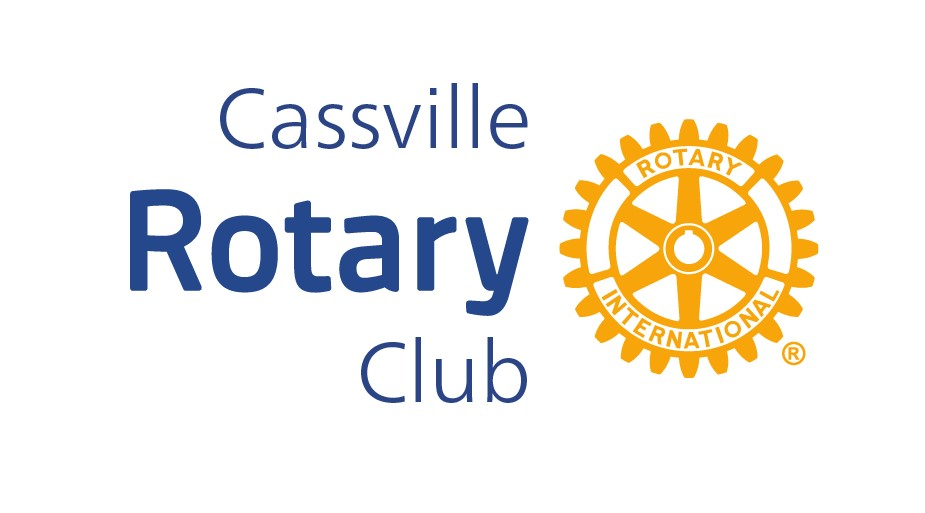 Cassville
Rotary
Club
ROTARY
INTERNATIONAL
®